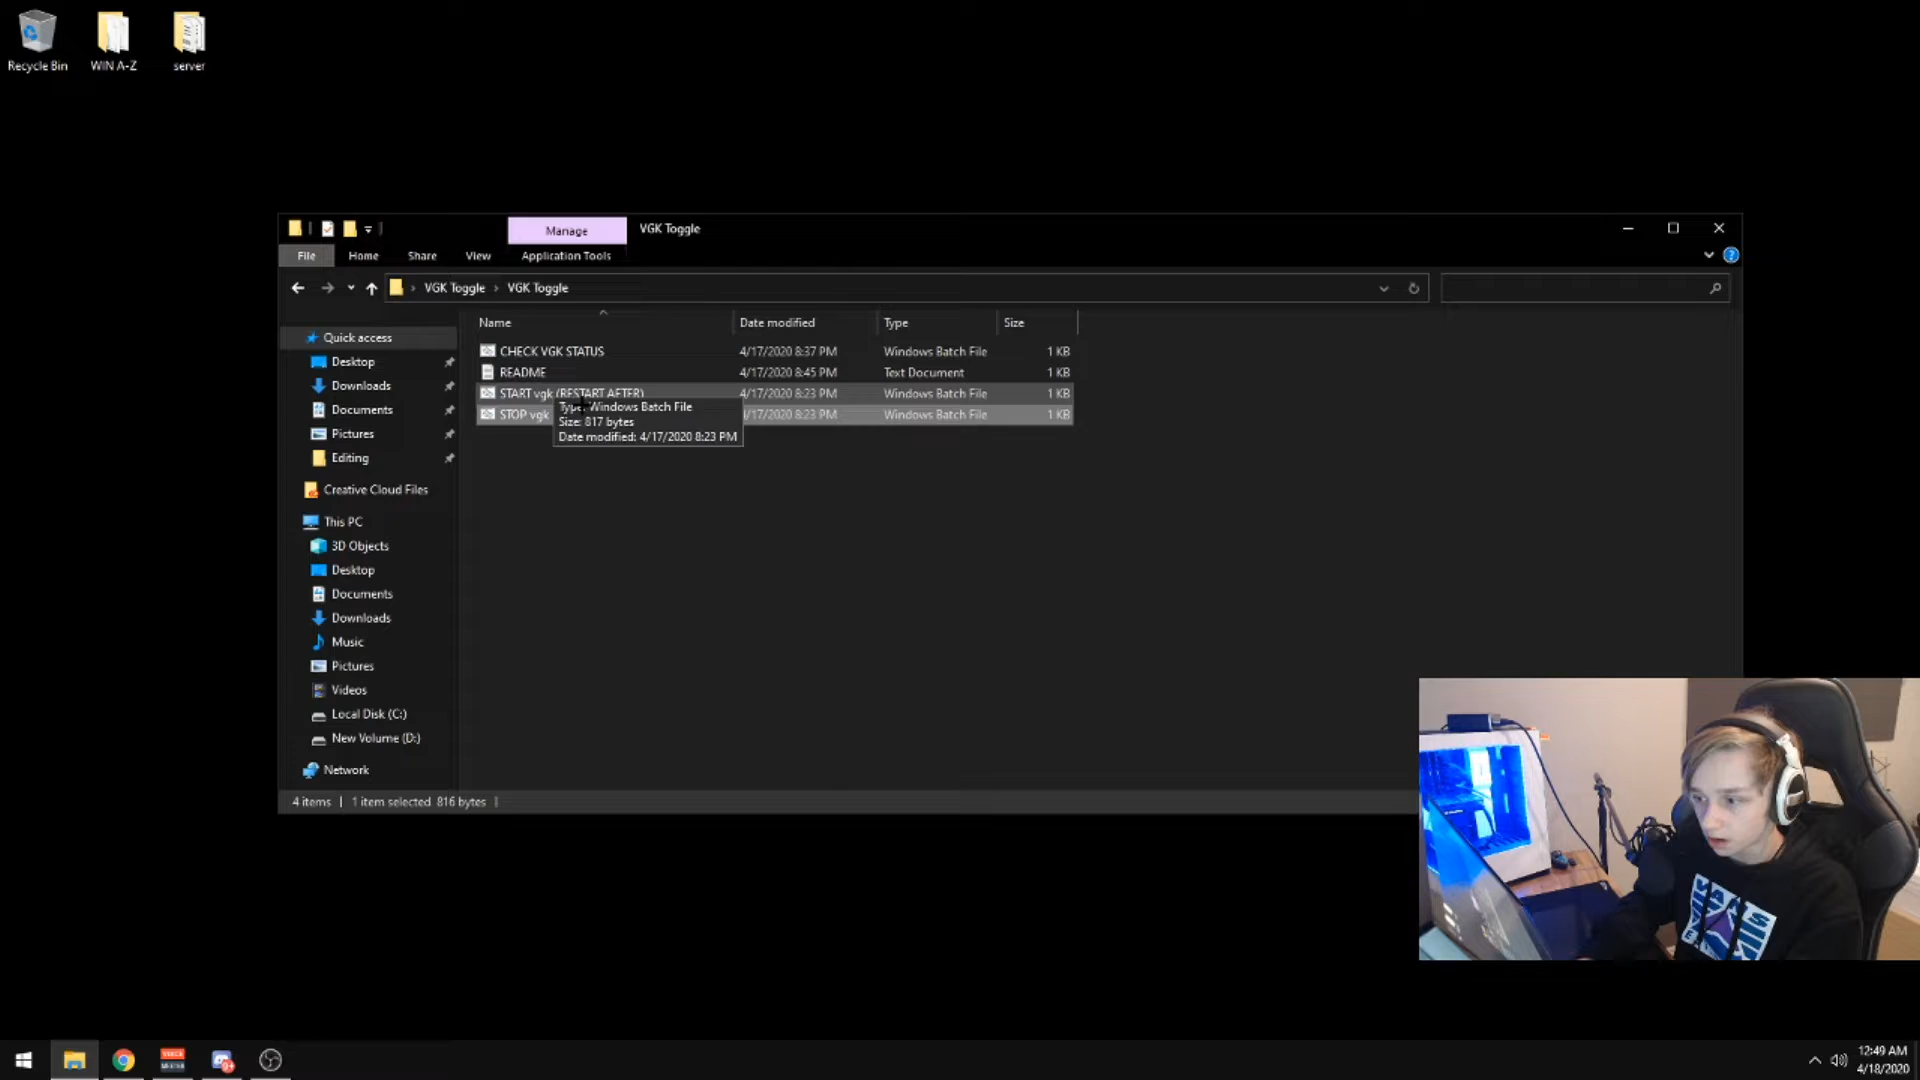 Recycle Bin
WIN A-Z
server
Manage
VGK Toggle
File
Home
Share
View
Application Tools
VGK Toggle › VGK Toggle
Name
Date modified
Type
Size
CHECK VGK STATUS 4/17/2020 8:37 PM Windows Batch File 1 KB
README 4/17/2020 8:45 PM Text Document 1 KB
START vgk (RESTART AFTER) 4/17/2020 8:23 PM Windows Batch File 1 KB
STOP vgk 4/17/2020 8:23 PM Windows Batch File 1 KB
Type: Windows Batch File
Size: 817 bytes
Date modified: 4/17/2020 8:23 PM
Quick access
Desktop
Downloads
Documents
Pictures
Editing
Creative Cloud Files
This PC
3D Objects
Desktop
Documents
Downloads
Music
Pictures
Videos
Local Disk (C:)
New Volume (D:)
Network
4 items | 1 item selected 816 bytes |
12:49 AM
4/18/2020